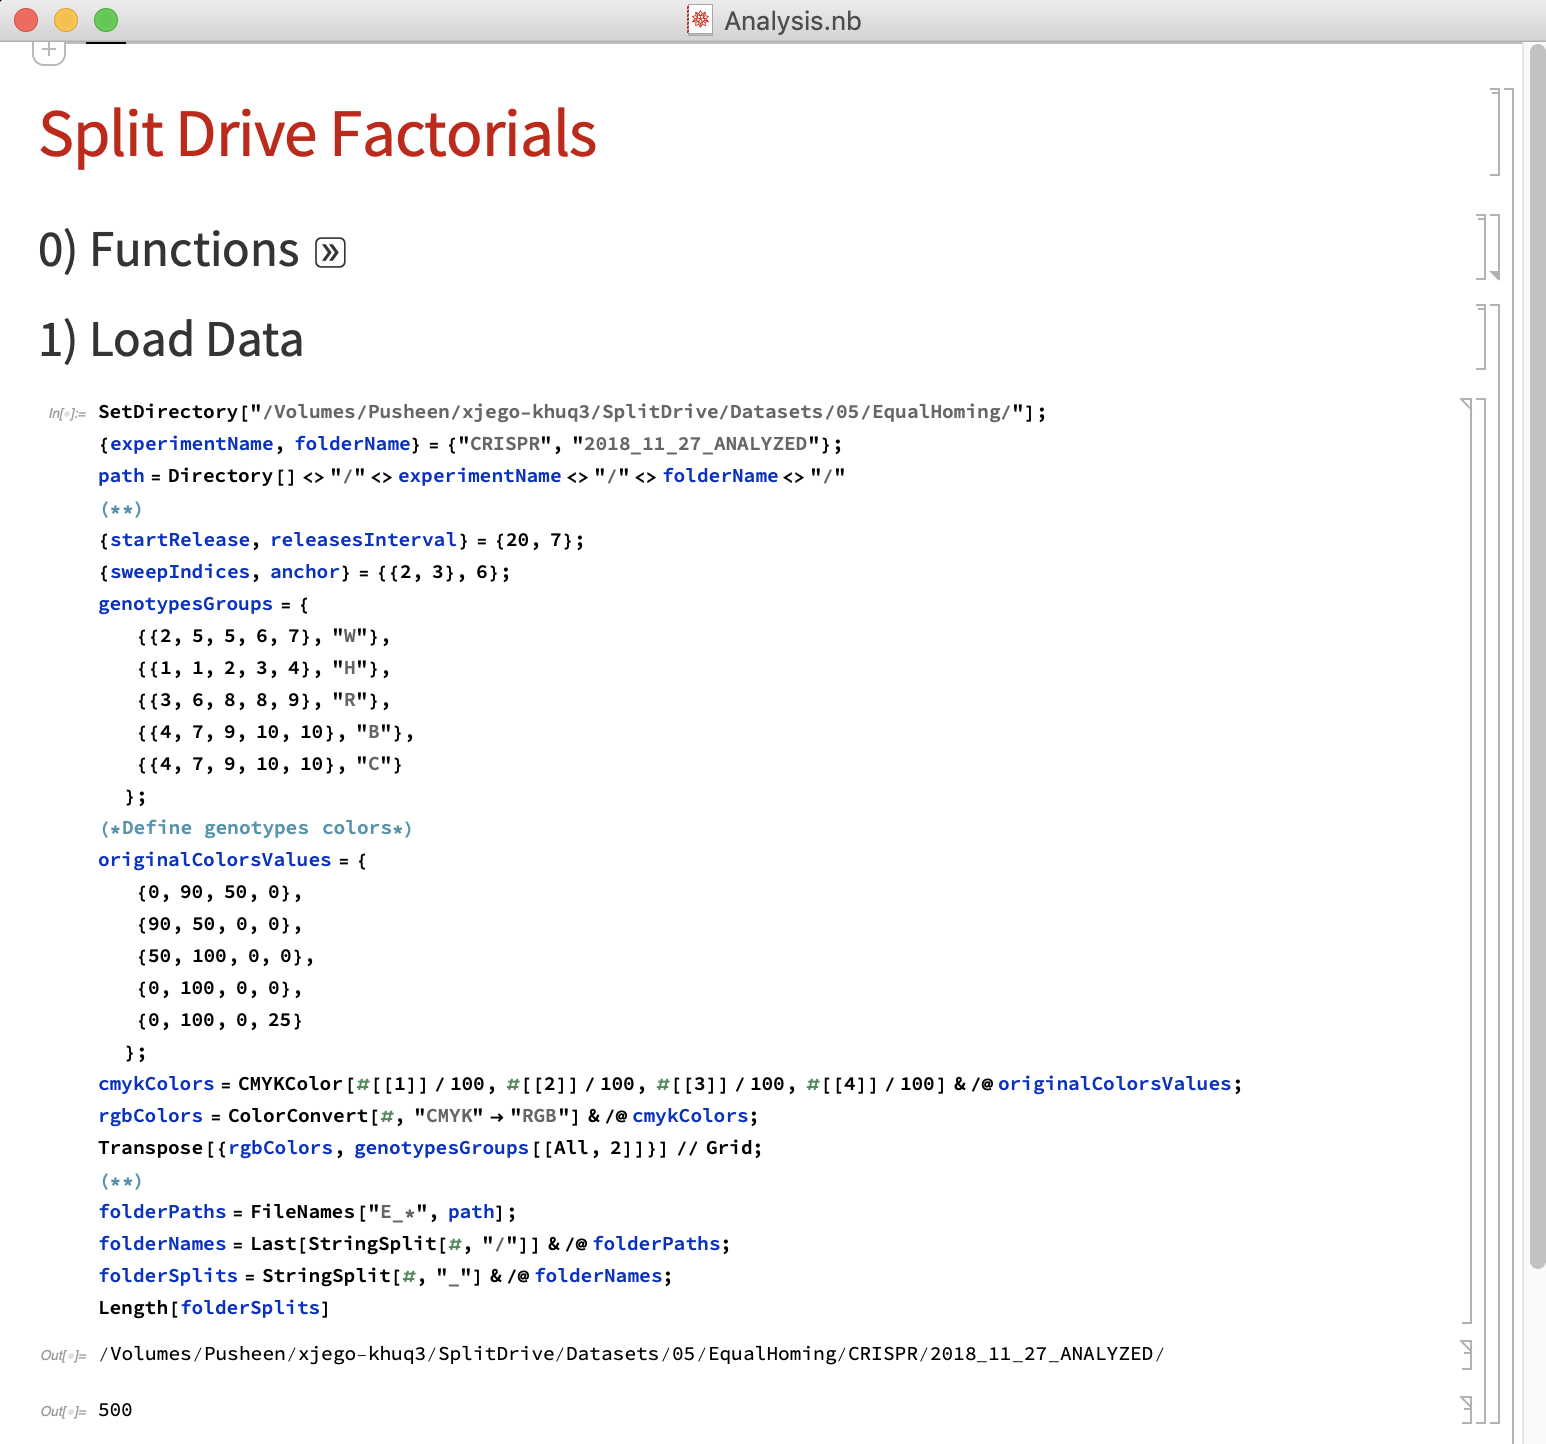 Analysis.nb
Split Drive Factorials
0) Functions
1) Load Data
In[•]:= SetDirectory["/Volumes/Pusheen/xjego-khuq3/SplitDrive/Datasets/05/EqualHoming/"];
{experimentName, folderName} = {"CRISPR", "2018_11_27_ANALYZED"};
path = Directory[] <> "/" <> experimentName <> "/" <> folderName <> "/"
(**)
{startRelease, releasesInterval} = {20, 7};
{sweepIndices, anchor} = {{2, 3}, 6};
genotypesGroups = {
{{2, 5, 5, 6, 7}, "W"},
{{1, 1, 2, 3, 4}, "H"},
{{3, 6, 8, 8, 9}, "R"},
{{4, 7, 9, 10, 10}, "B"},
{{4, 7, 9, 10, 10}, "C"}
};
(*Define genotypes colors*)
originalColorsValues = {
{0, 90, 50, 0},
{90, 50, 0, 0},
{50, 100, 0, 0},
{0, 100, 0, 0},
{0, 100, 0, 25}
};
cmykColors = CMYKColor[#[[1]] / 100, #[[2]] / 100, #[[3]] / 100, #[[4]] / 100] & /@ originalColorsValues;
rgbColors = ColorConvert[#, "CMYK" → "RGB"] & /@ cmykColors;
Transpose[{rgbColors, genotypesGroups[[All, 2]]}] // Grid;
(**)
folderPaths = FileNames["E_*", path];
folderNames = Last[StringSplit[#, "/"]] & /@ folderPaths;
folderSplits = StringSplit[#, "_"] & /@ folderNames;
Length[folderSplits]
Out[•]= /Volumes/Pusheen/xjego-khuq3/SplitDrive/Datasets/05/EqualHoming/CRISPR/2018_11_27_ANALYZED/
Out[•]= 500